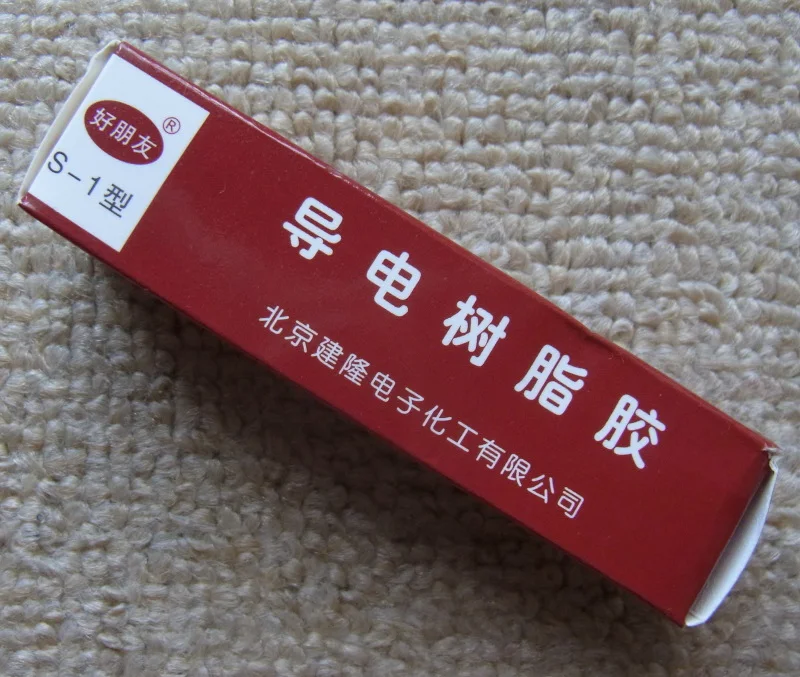 好朋友®
S-1型
导电树脂胶
北京建隆电子化工有限公司